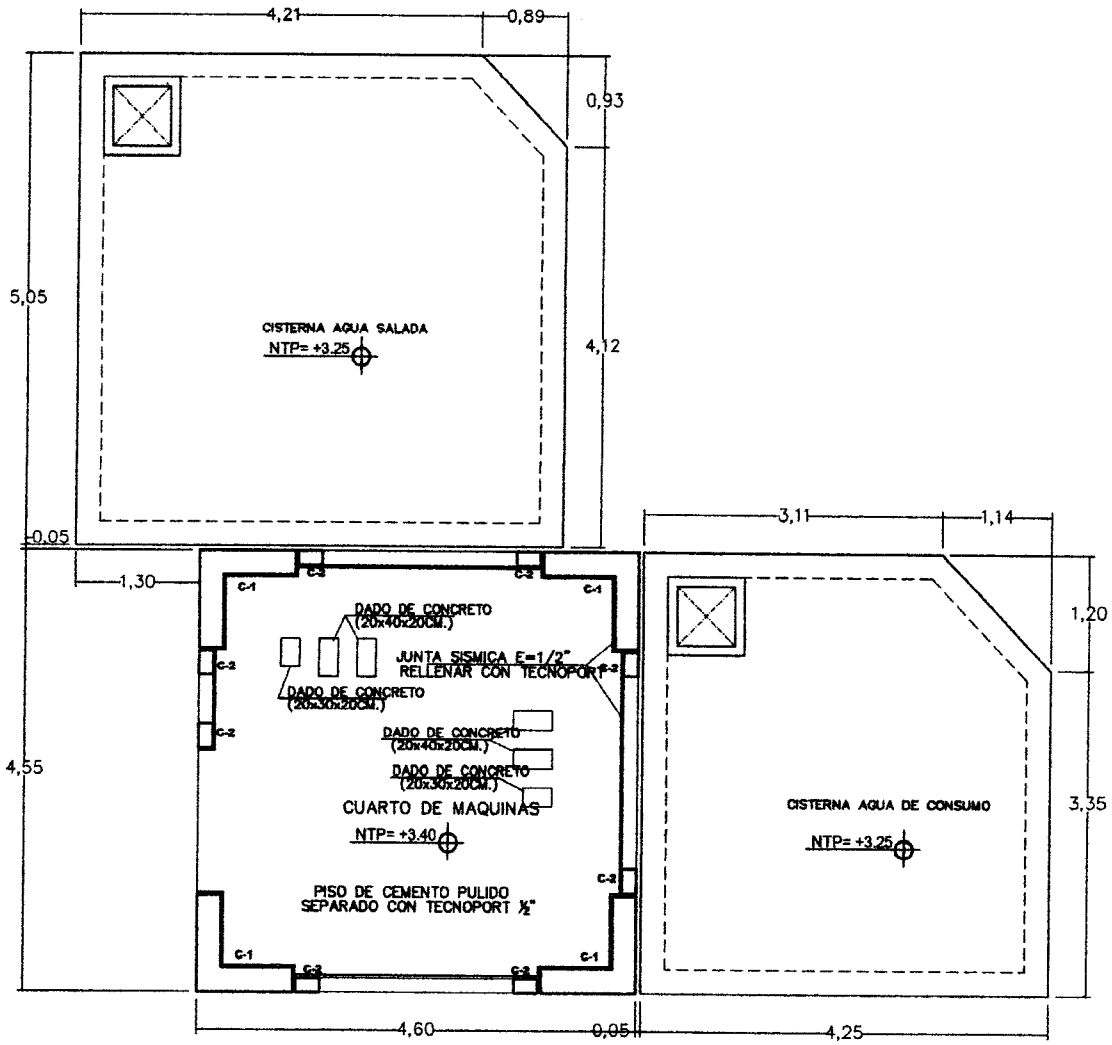 4,21
0,89
0,93
5,05
CISTERNA AGUA SALADA
NTP= +3.25
4,12
0,05
1,30
3,11
1,14
C-2
C-2
C-1
C-1
DADO DE CONCRETO
(20x40x20CM.)
1,20
JUNTA SISMICA E=1/2"
RELLENAR CON TECNOPORT
C-2
C-2
DADO DE CONCRETO
(20x30x20CM.)
C-2
DADO DE CONCRETO
(20x40x20CM.)
4,55
DADO DE CONCRETO
(20x30x20CM.)
CUARTO DE MAQUINAS
NTP= +3.40
CISTERNA AGUA DE CONSUMO
NTP= +3.25
3,35
C-2
PISO DE CEMENTO PULIDO
SEPARADO CON TECNOPORT ½"
C-1
C-1
C-2
C-2
4,60
0,05
4,25